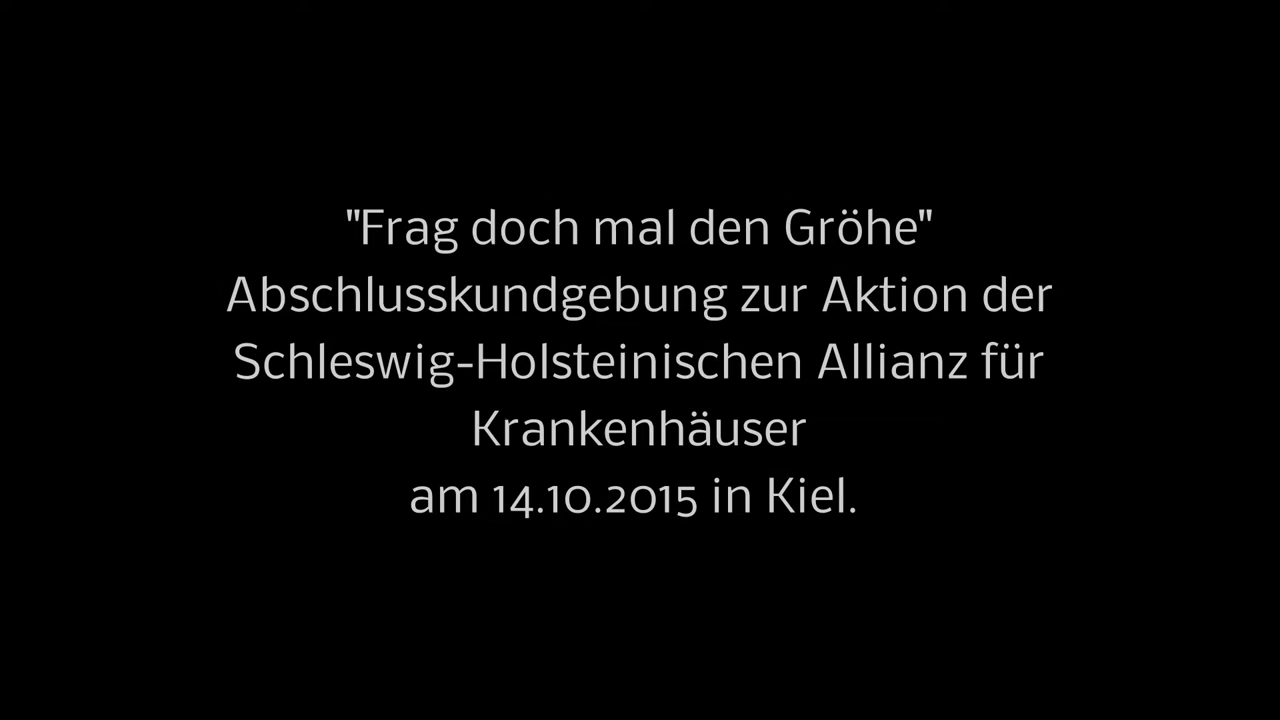 "Frag doch mal den Gröhe"
Abschlusskundgebung zur Aktion der
Schleswig-Holsteinischen Allianz für
Krankenhäuser
am 14.10.2015 in Kiel.